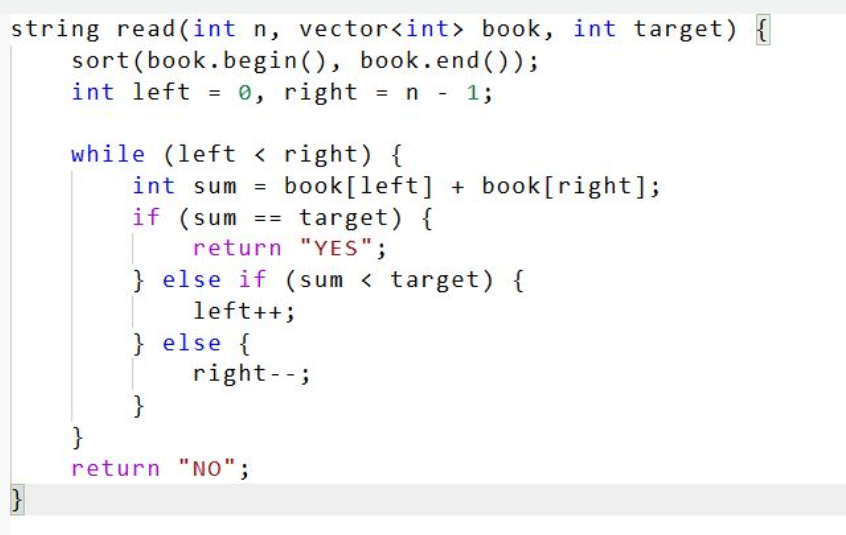 string read(int n, vector<int> book, int target) {
    sort(book.begin(), book.end());
    int left = 0, right = n - 1;

    while (left < right) {
        int sum = book[left] + book[right];
        if (sum == target) {
            return "YES";
        } else if (sum < target) {
            left++;
        } else {
            right--;
        }
    }
    return "NO";
}